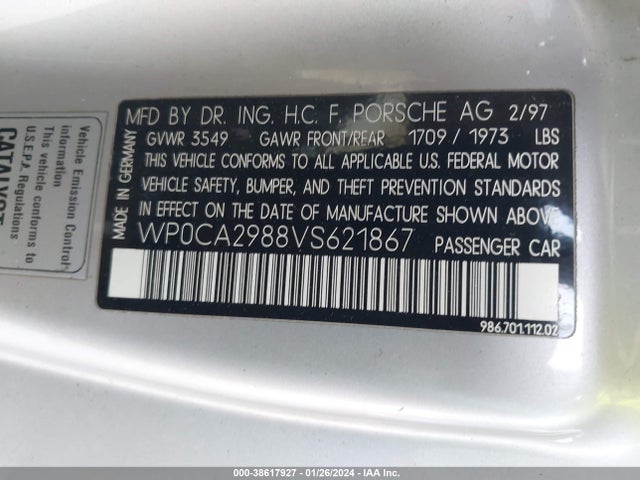 MFD BY DR. ING. H.C. F. PORSCHE AG 2/97
GVWR 3549 GAWR FRONT/REAR 1709 / 1973 LBS
THIS VEHICLE CONFORMS TO ALL APPLICABLE U.S. FEDERAL MOTOR
VEHICLE SAFETY, BUMPER, AND THEFT PREVENTION STANDARDS
IN EFFECT ON THE DATE OF MANUFACTURE SHOWN ABOVE.
WP0CA2988VS621867 PASSENGER CAR
986.701.112.02
MADE IN GERMANY
Vehicle Emission Control
information
This vehicle conforms to
U.S.E.P.A. Regulations
CATALYST
000-38617927 - 01/26/2024 - IAA Inc.